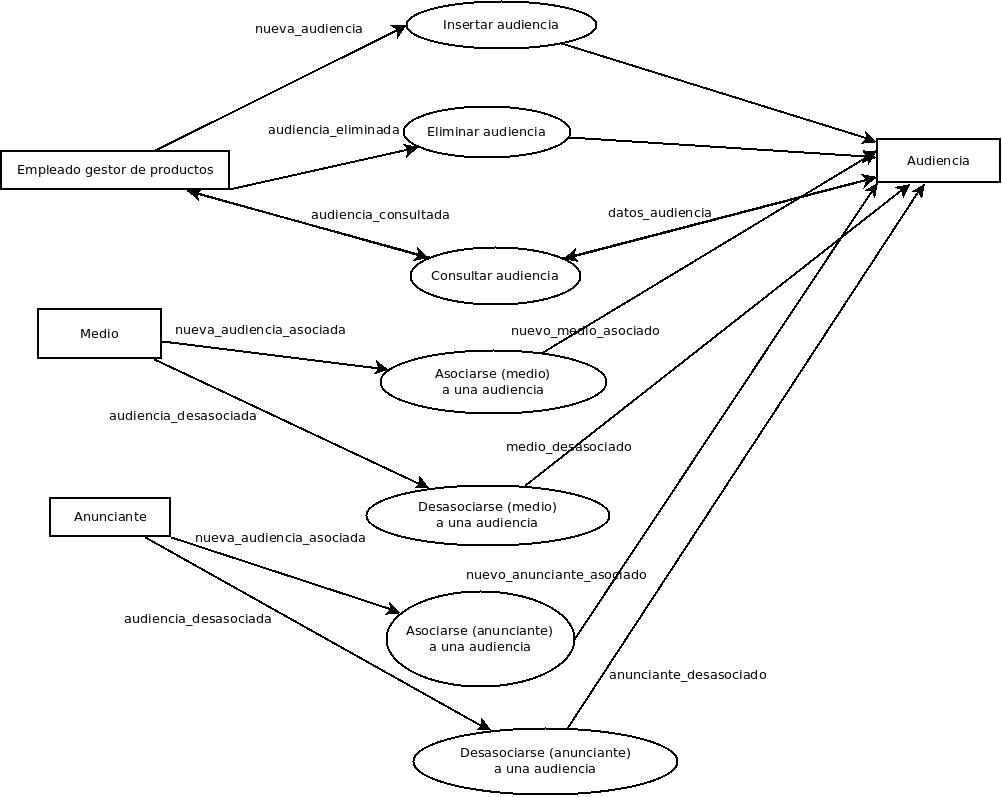 nueva_audiencia
Insertar audiencia
audiencia_eliminada
Eliminar audiencia
Empleado gestor de productos
Audiencia
audiencia_consultada
datos_audiencia
Consultar audiencia
Medio
nueva_audiencia_asociada
nuevo_medio_asociado
Asociarse (medio)
a una audiencia
audiencia_desasociada
medio_desasociado
Desasociarse (medio)
a una audiencia
Anunciante
nueva_audiencia_asociada
nuevo_anunciante_asociado
audiencia_desasociada
Asociarse (anunciante)
a una audiencia
anunciante_desasociado
Desasociarse (anunciante)
a una audiencia